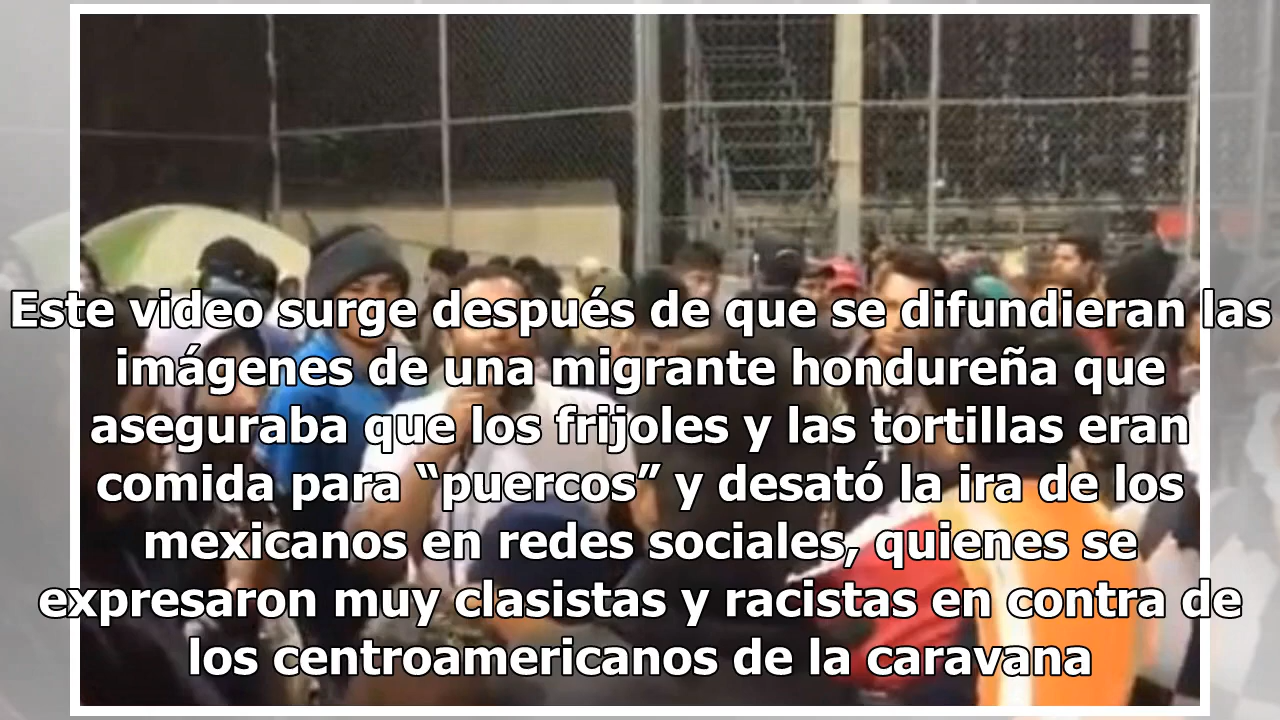 Este video surge después de que se difundieran las
imágenes de una migrante hondureña que
aseguraba que los frijoles y las tortillas eran
comida para “puercos” y desató la ira de los
mexicanos en redes sociales, quienes se
expresaron muy clasistas y racistas en contra de
los centroamericanos de la caravana